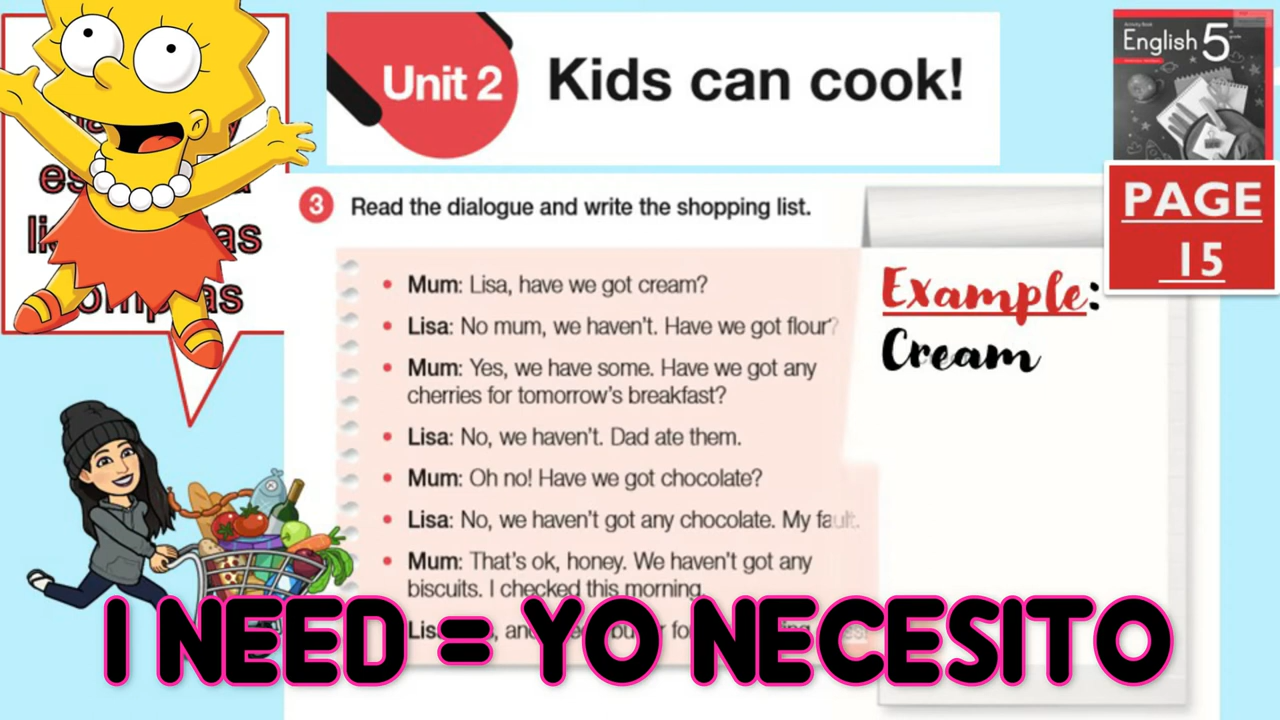 Unit 2
Kids can cook!
English 5
PAGE
15
3 Read the dialogue and write the shopping list.
• Mum: Lisa, have we got cream?
• Lisa: No mum, we haven't. Have we got flour?
• Mum: Yes, we have some. Have we got any
cherries for tomorrow's breakfast?
• Lisa: No, we haven't. Dad ate them.
• Mum: Oh no! Have we got chocolate?
• Lisa: No, we haven't got any chocolate. My fault.
• Mum: That's ok, honey. We haven't got any
biscuits. I checked this morning.
Example:
Cream
I NEED = YO NECESITO